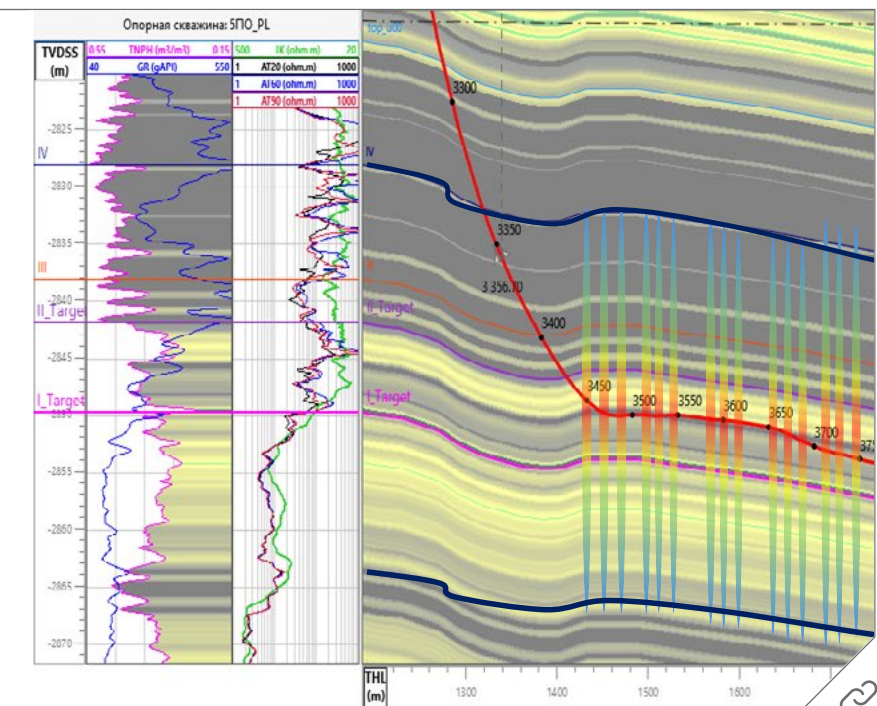 Опорная скважина: 5ПО_PL
TVDSS
(m)
0.55 TNPH (m3/m3) 0.15
40 GR (gAPI) 550
500 IK (ohm.m) 20
1 AT20 (ohm.m) 1000
1 AT60 (ohm.m) 1000
1 AT90 (ohm.m) 1000
-2825
IV
-2830
-2835
III
-2840
II_Target
-2845
I_Target
-2855
-2860
-2865
-2870
IV
II_Target
I_Target
3300
3350
3 356.70
3400
3450
3500
3550
3600
3650
3700
THL
(m)
1300
1400
1500
1600